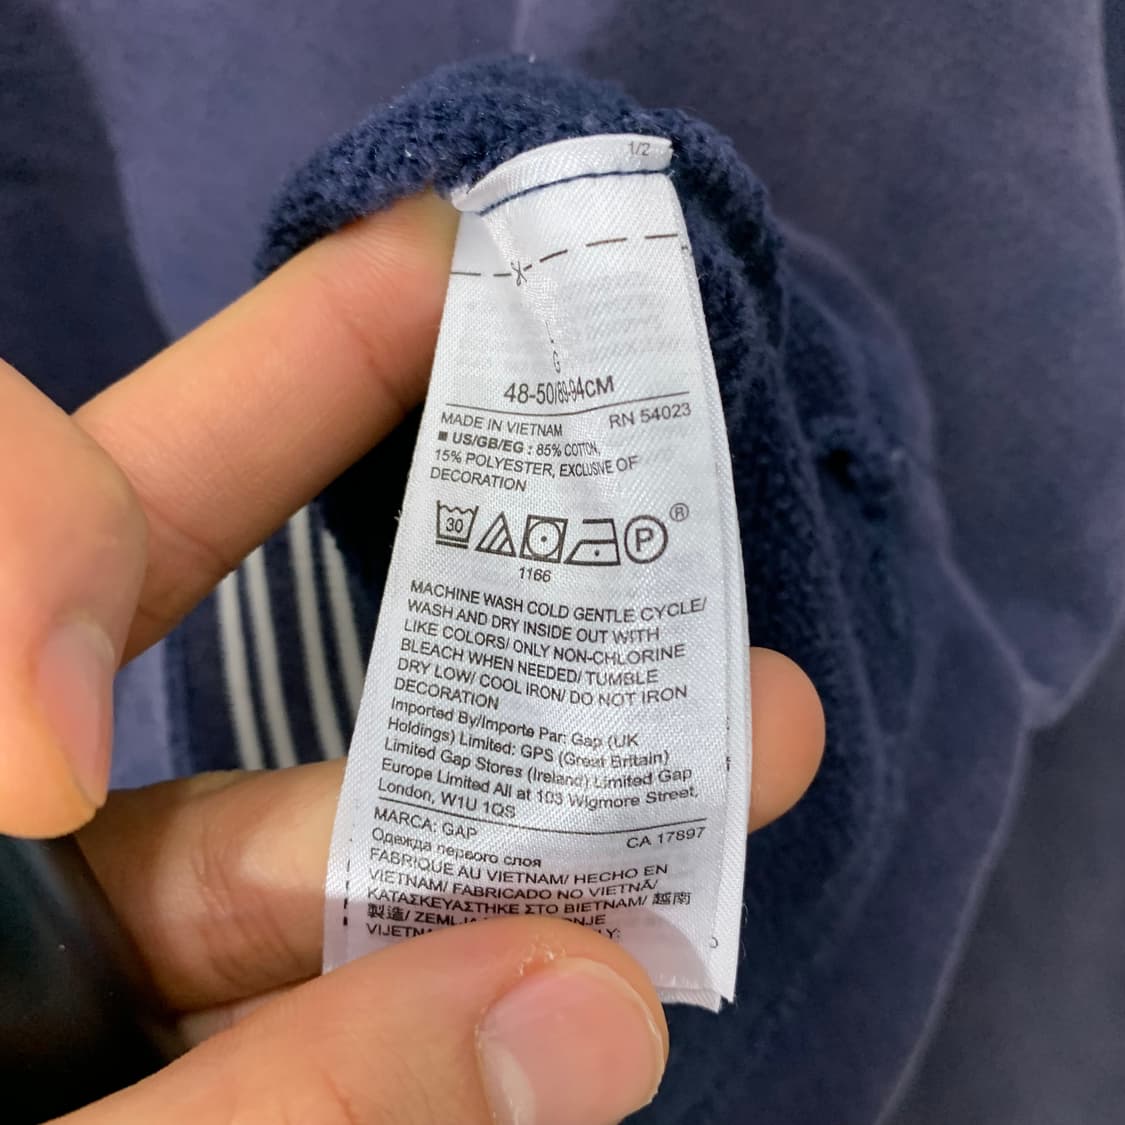 1/2
G
48-50/89-94CM
MADE IN VIETNAM RN 54023
US/GB/EG : 85% COTTON,
15% POLYESTER, EXCLUSIVE OF
DECORATION
30 P ®
1166
MACHINE WASH COLD GENTLE CYCLE/
WASH AND DRY INSIDE OUT WITH
LIKE COLORS/ ONLY NON-CHLORINE
BLEACH WHEN NEEDED/ TUMBLE
DRY LOW/ COOL IRON/ DO NOT IRON
DECORATION
Imported By/Importe Par: Gap (UK
Holdings) Limited: GPS (Great Britain)
Limited Gap Stores (Ireland) Limited Gap
Europe Limited All at 103 Wigmore Street,
London, W1U 1QS
MARCA: GAP CA 17897
Одежда первого слоя
FABRIQUE AU VIETNAM/ HECHO EN
VIETNAM/ FABRICADO NO VIETNÃ/
ΚΑΤΑΣΚΕΥΑΣΤΗΚΕ ΣΤΟ ΒΙΕΤΝΑΜ/ 越南
製造/